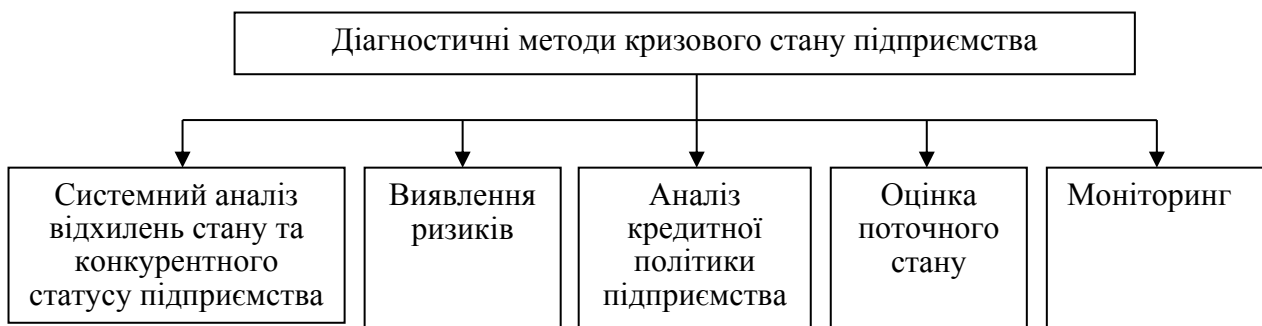 Діагностичні методи кризового стану підприємства
Системний аналіз
відхилень стану та
конкурентного
статусу підприємства
Виявлення
ризиків
Аналіз
кредитної
політики
підприємства
Оцінка
поточного
стану
Моніторинг